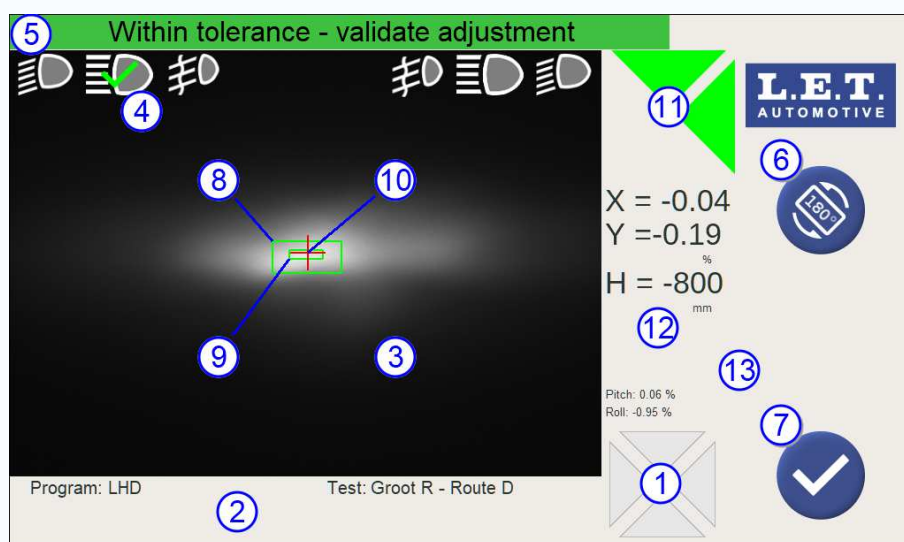 5
Within tolerance - validate adjustment
4
11
L.E.T.
AUTOMOTIVE
8
10
6
180°
X = -0.04
Y =-0.19
%
H = -800
mm
12
9
3
13
Pitch: 0.06 %
Roll: -0.95 %
7
1
Program: LHD
Test: Groot R - Route D
2